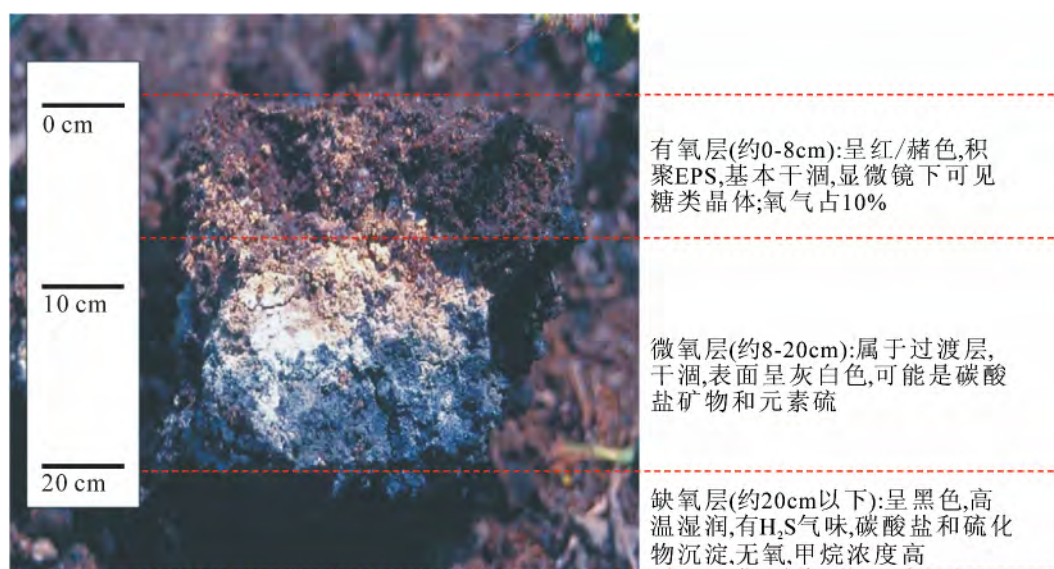 0 cm
10 cm
20 cm
有氧层(约0-8cm):呈红/赭色,积
聚EPS,基本干涸,显微镜下可见
糖类晶体;氧气占10%
微氧层(约8-20cm):属于过渡层,
干涸,表面呈灰白色,可能是碳酸
盐矿物和元素硫
缺氧层(约20cm以下):呈黑色,高
温湿润,有H₂S气味,碳酸盐和硫化
物沉淀,无氧,甲烷浓度高